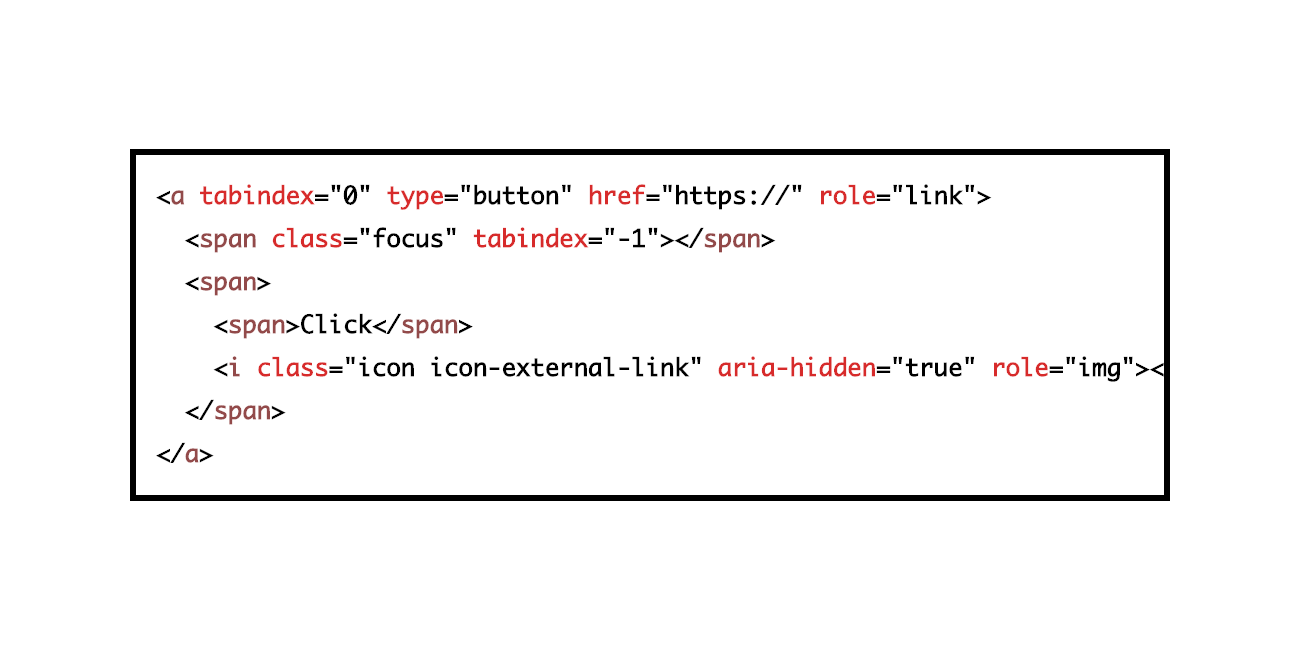 <a tabindex="0" type="button" href="https://" role="link">
<span class="focus" tabindex="-1"></span>
<span>
<span>Click</span>
<i class="icon icon-external-link" aria-hidden="true" role="img"><
</span>
</a>